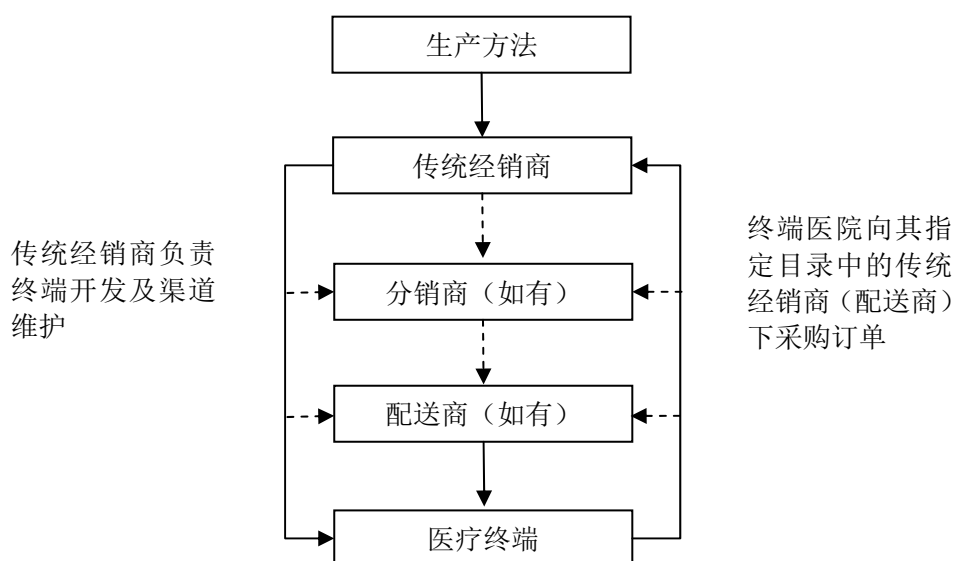 生产方法
传统经销商
传统经销商负责
终端开发及渠道
维护
分销商（如有）
终端医院向其指
定目录中的传统
经销商（配送商）
下采购订单
配送商（如有）
医疗终端